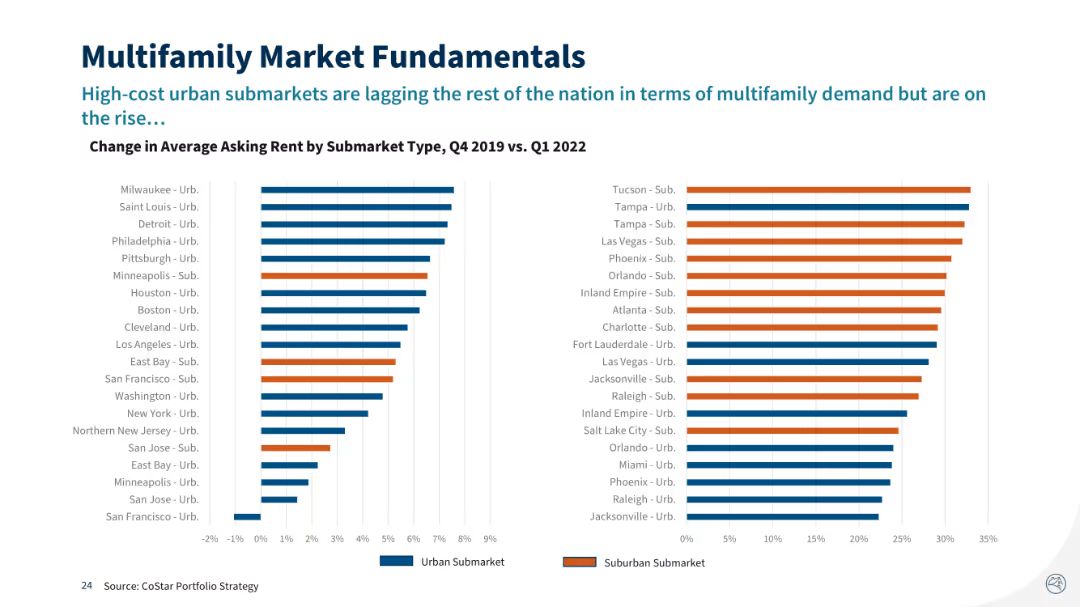 Multifamily Market Fundamentals
High-cost urban submarkets are lagging the rest of the nation in terms of multifamily demand but are on
the rise…
Change in Average Asking Rent by Submarket Type, Q4 2019 vs. Q1 2022
Milwaukee - Urb.
Saint Louis - Urb.
Detroit - Urb.
Philadelphia - Urb.
Pittsburgh - Urb.
Minneapolis - Sub.
Houston - Urb.
Boston - Urb.
Cleveland - Urb.
Los Angeles - Urb.
East Bay - Sub.
San Francisco - Sub.
Washington - Urb.
New York - Urb.
Northern New Jersey - Urb.
San Jose - Sub.
East Bay - Urb.
Minneapolis - Urb.
San Jose - Urb.
San Francisco - Urb.
-2% -1% 0% 1% 2% 3% 4% 5% 6% 7% 8% 9%
Tucson - Sub.
Tampa - Urb.
Tampa - Sub.
Las Vegas - Sub.
Phoenix - Sub.
Orlando - Sub.
Inland Empire - Sub.
Atlanta - Sub.
Charlotte - Sub.
Fort Lauderdale - Urb.
Las Vegas - Urb.
Jacksonville - Sub.
Raleigh - Sub.
Inland Empire - Urb.
Salt Lake City - Sub.
Orlando - Urb.
Miami - Urb.
Phoenix - Urb.
Raleigh - Urb.
Jacksonville - Urb.
0% 5% 10% 15% 20% 25% 30% 35%
Urban Submarket
Suburban Submarket
24 Source: CoStar Portfolio Strategy